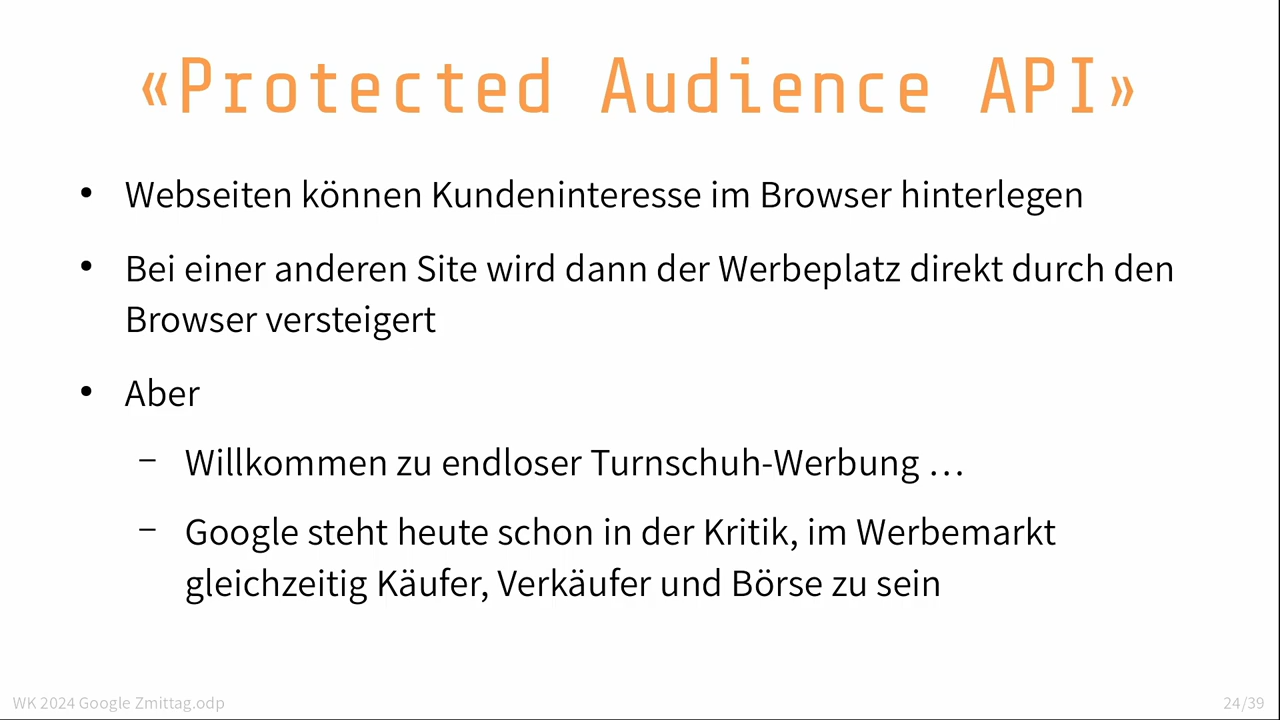 «Protected Audience API»
• Webseiten können Kundeninteresse im Browser hinterlegen
• Bei einer anderen Site wird dann der Werbeplatz direkt durch den
Browser versteigert
• Aber
– Willkommen zu endloser Turnschuh-Werbung …
– Google steht heute schon in der Kritik, im Werbemarkt
gleichzeitig Käufer, Verkäufer und Börse zu sein
WK 2024 Google Zmittag.odp
24/39